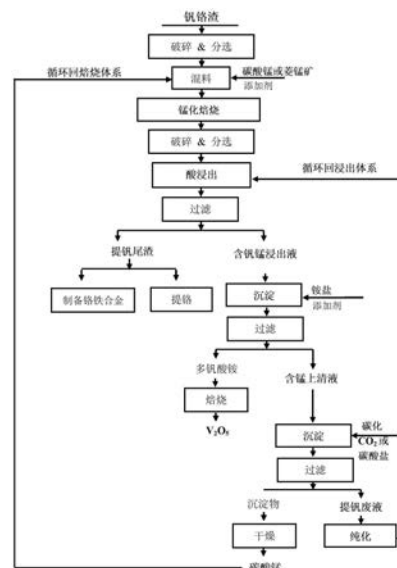 钒铬渣
破碎 & 分选
循环回焙烧体系
混料
碳酸锰或菱锰矿
添加剂
锰化焙烧
破碎 & 分选
酸浸出
循环回浸出体系
过滤
提钒尾渣
含钒锰浸出液
制备铬铁合金
提铬
沉淀
铵盐
添加剂
过滤
多钒酸铵
含锰上清液
焙烧
V₂O₅
沉淀
碳化
CO₂或
碳酸盐
过滤
沉淀物
提钒废液
干燥
纯化
碳酸锰